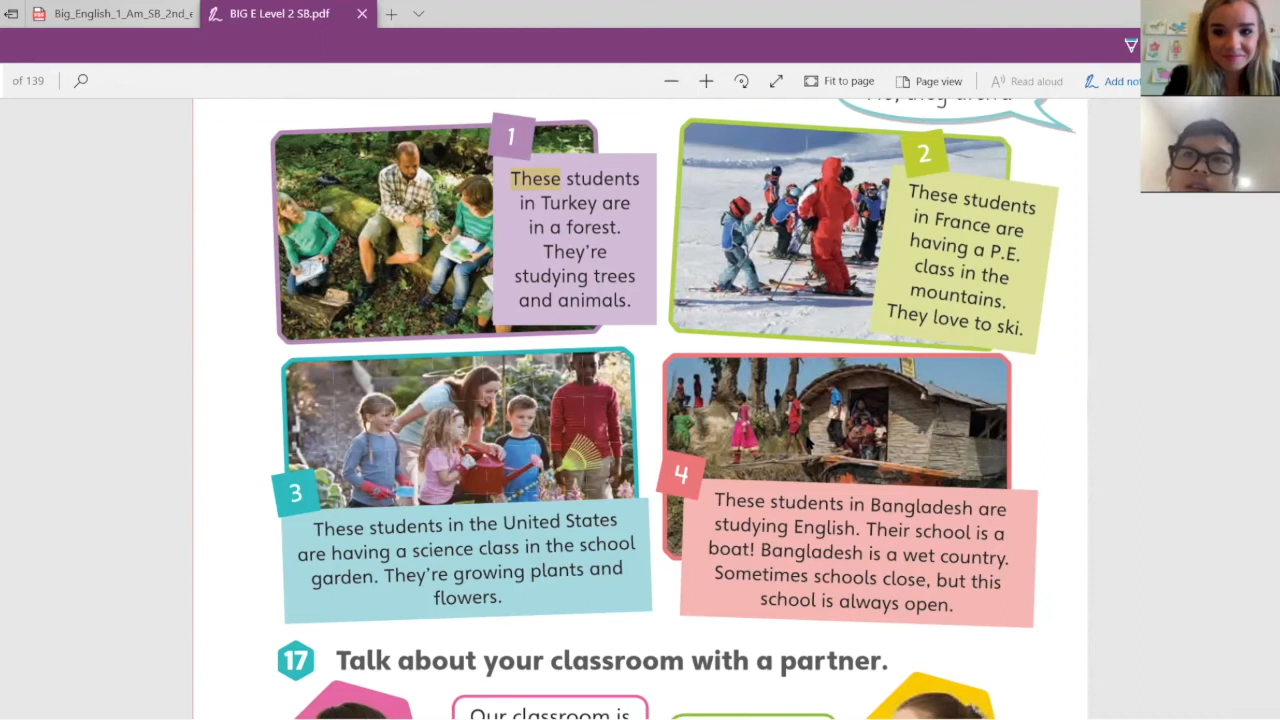 Big_English_1_Am_SB_2nd_e
BIG E Level 2 SB.pdf
of 139
Fit to page
Page view
Read aloud
Add not
1
These students
in Turkey are
in a forest.
They're
studying trees
and animals.
2
These students
in France are
having a P.E.
class in the
mountains.
They love to ski.
3
These students in the United States
are having a science class in the school
garden. They're growing plants and
flowers.
4
These students in Bangladesh are
studying English. Their school is a
boat! Bangladesh is a wet country.
Sometimes schools close, but this
school is always open.
17 Talk about your classroom with a partner.
Our classroom is